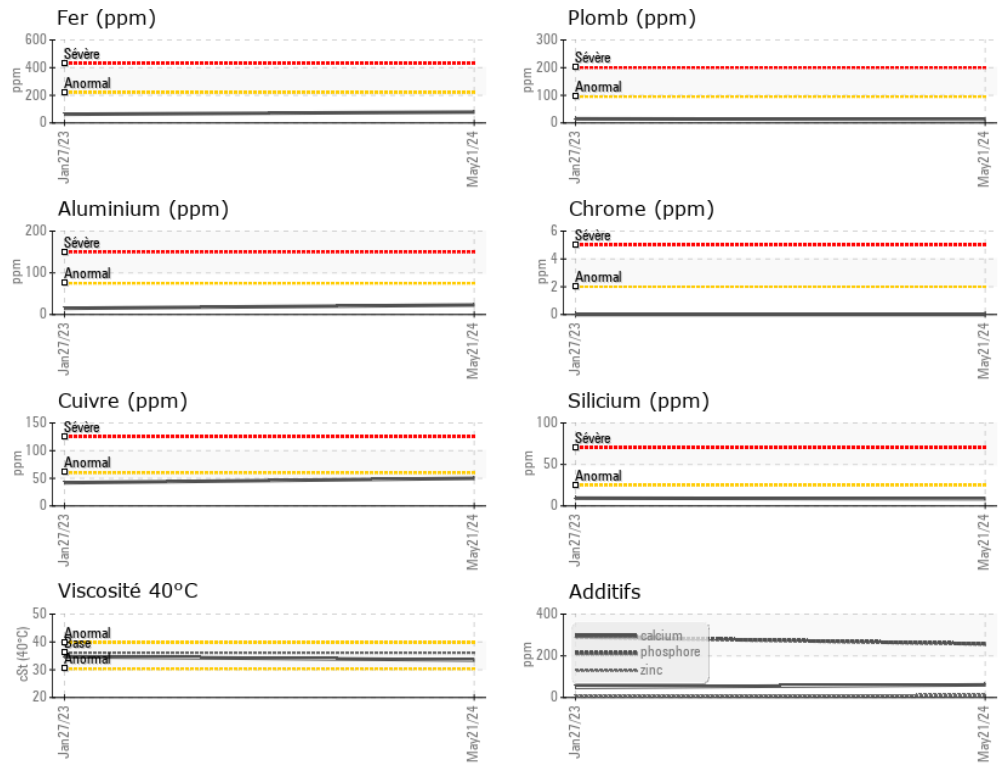 Fer (ppm)
600
400
200
0
ppm
Sévère
Anormal
Jan27/23
May21/24
Plomb (ppm)
300
200
100
0
ppm
Sévère
Anormal
Jan27/23
May21/24
Aluminium (ppm)
200
100
0
ppm
Sévère
Anormal
Jan27/23
May21/24
Chrome (ppm)
6
4
2
0
ppm
Sévère
Anormal
Jan27/23
May21/24
Cuivre (ppm)
150
100
50
0
ppm
Sévère
Anormal
Jan27/23
May21/24
Silicium (ppm)
100
50
0
ppm
Sévère
Anormal
Jan27/23
May21/24
Viscosité 40°C
50
40
30
20
cSt (40°C)
Anormal
Base
Anormal
Jan27/23
May21/24
Additifs
400
200
0
ppm
calcium
phosphore
zinc
Jan27/23
May21/24